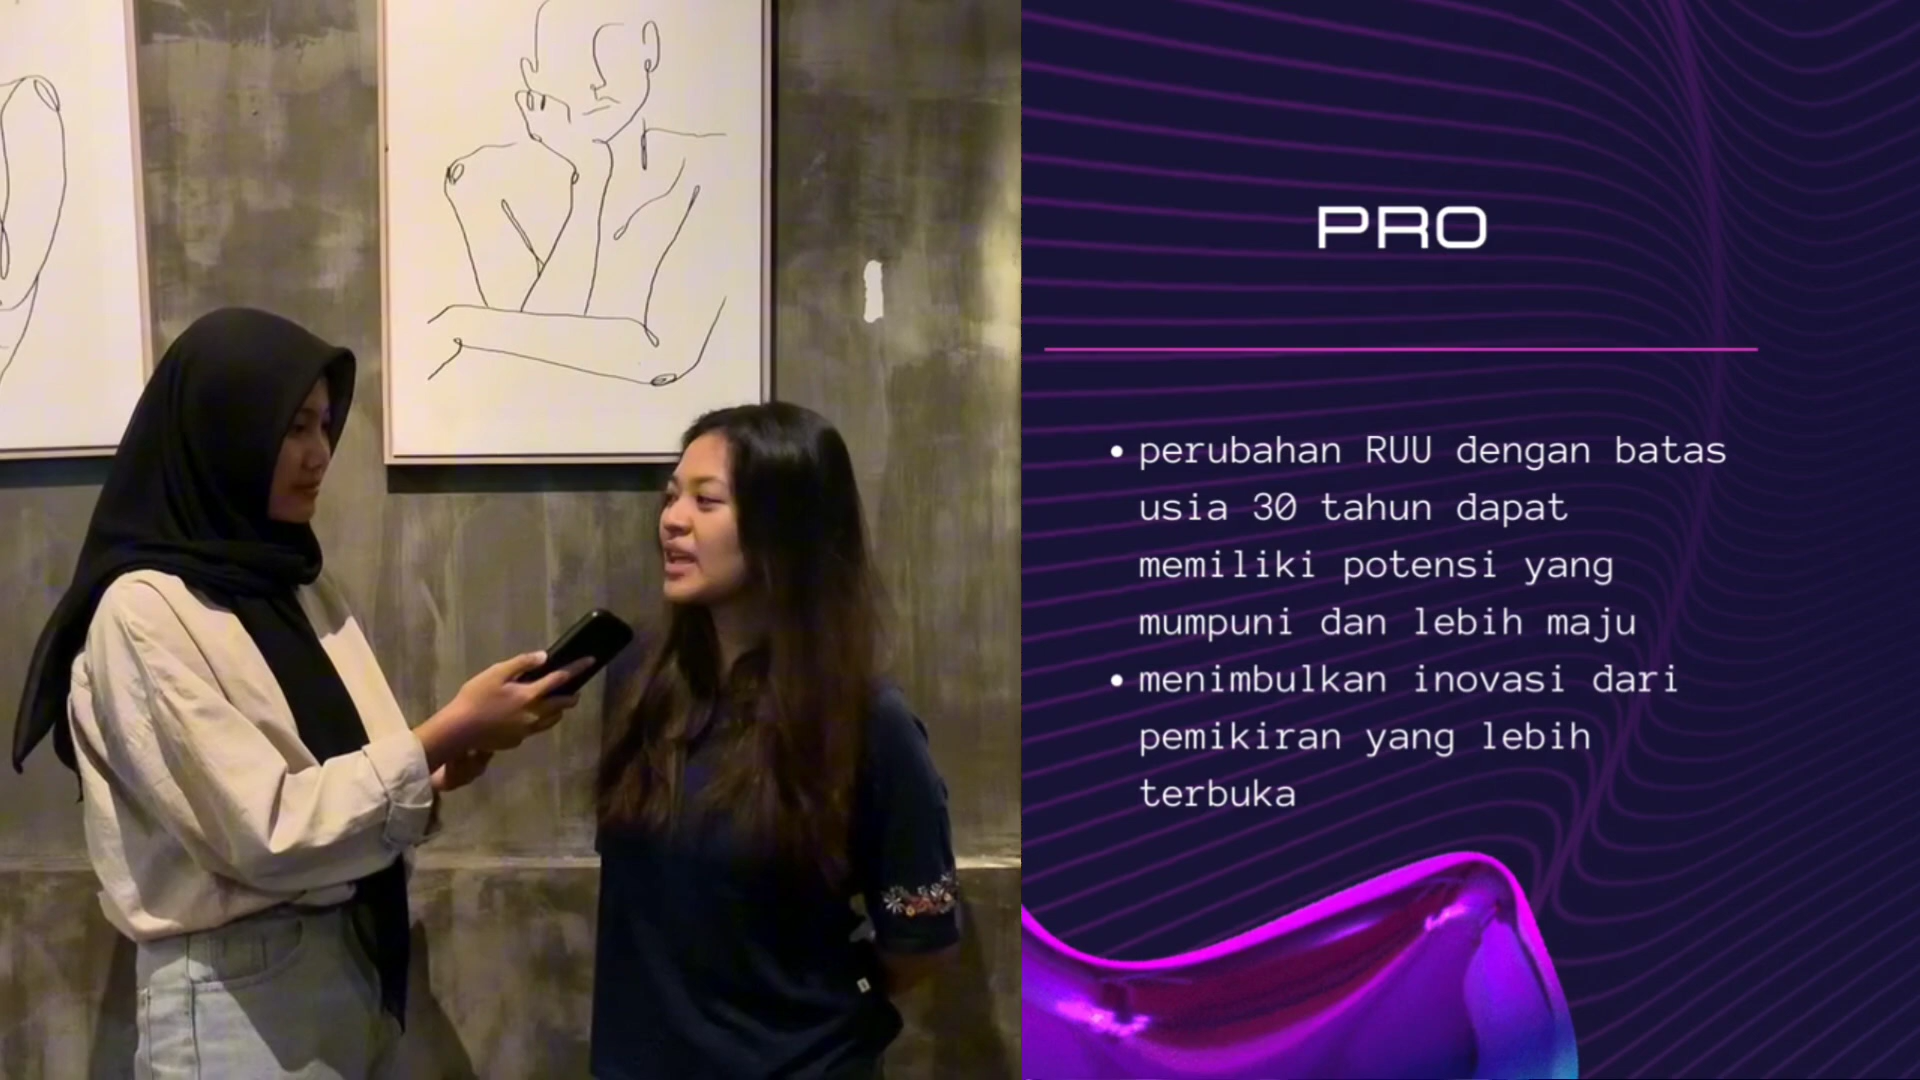 PRO
• perubahan RUU dengan batas
usia 30 tahun dapat
memiliki potensi yang
mumpuni dan lebih maju
• menimbulkan inovasi dari
pemikiran yang lebih
terbuka